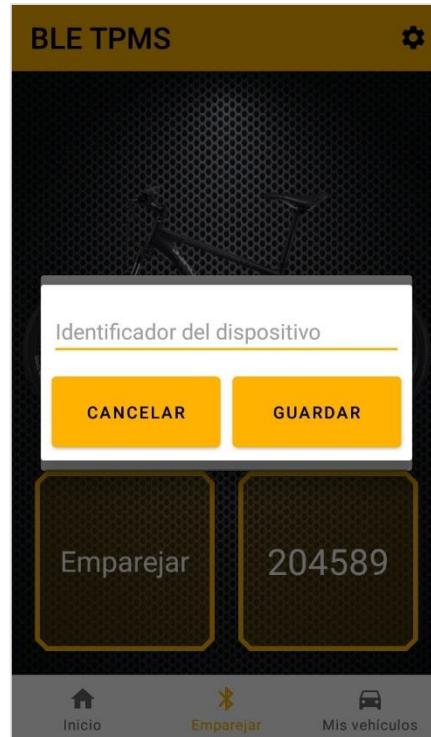 BLE TPMS
Identificador del dispositivo
CANCELAR GUARDAR
Emparejar 204589
Inicio Emparejar Mis vehículos